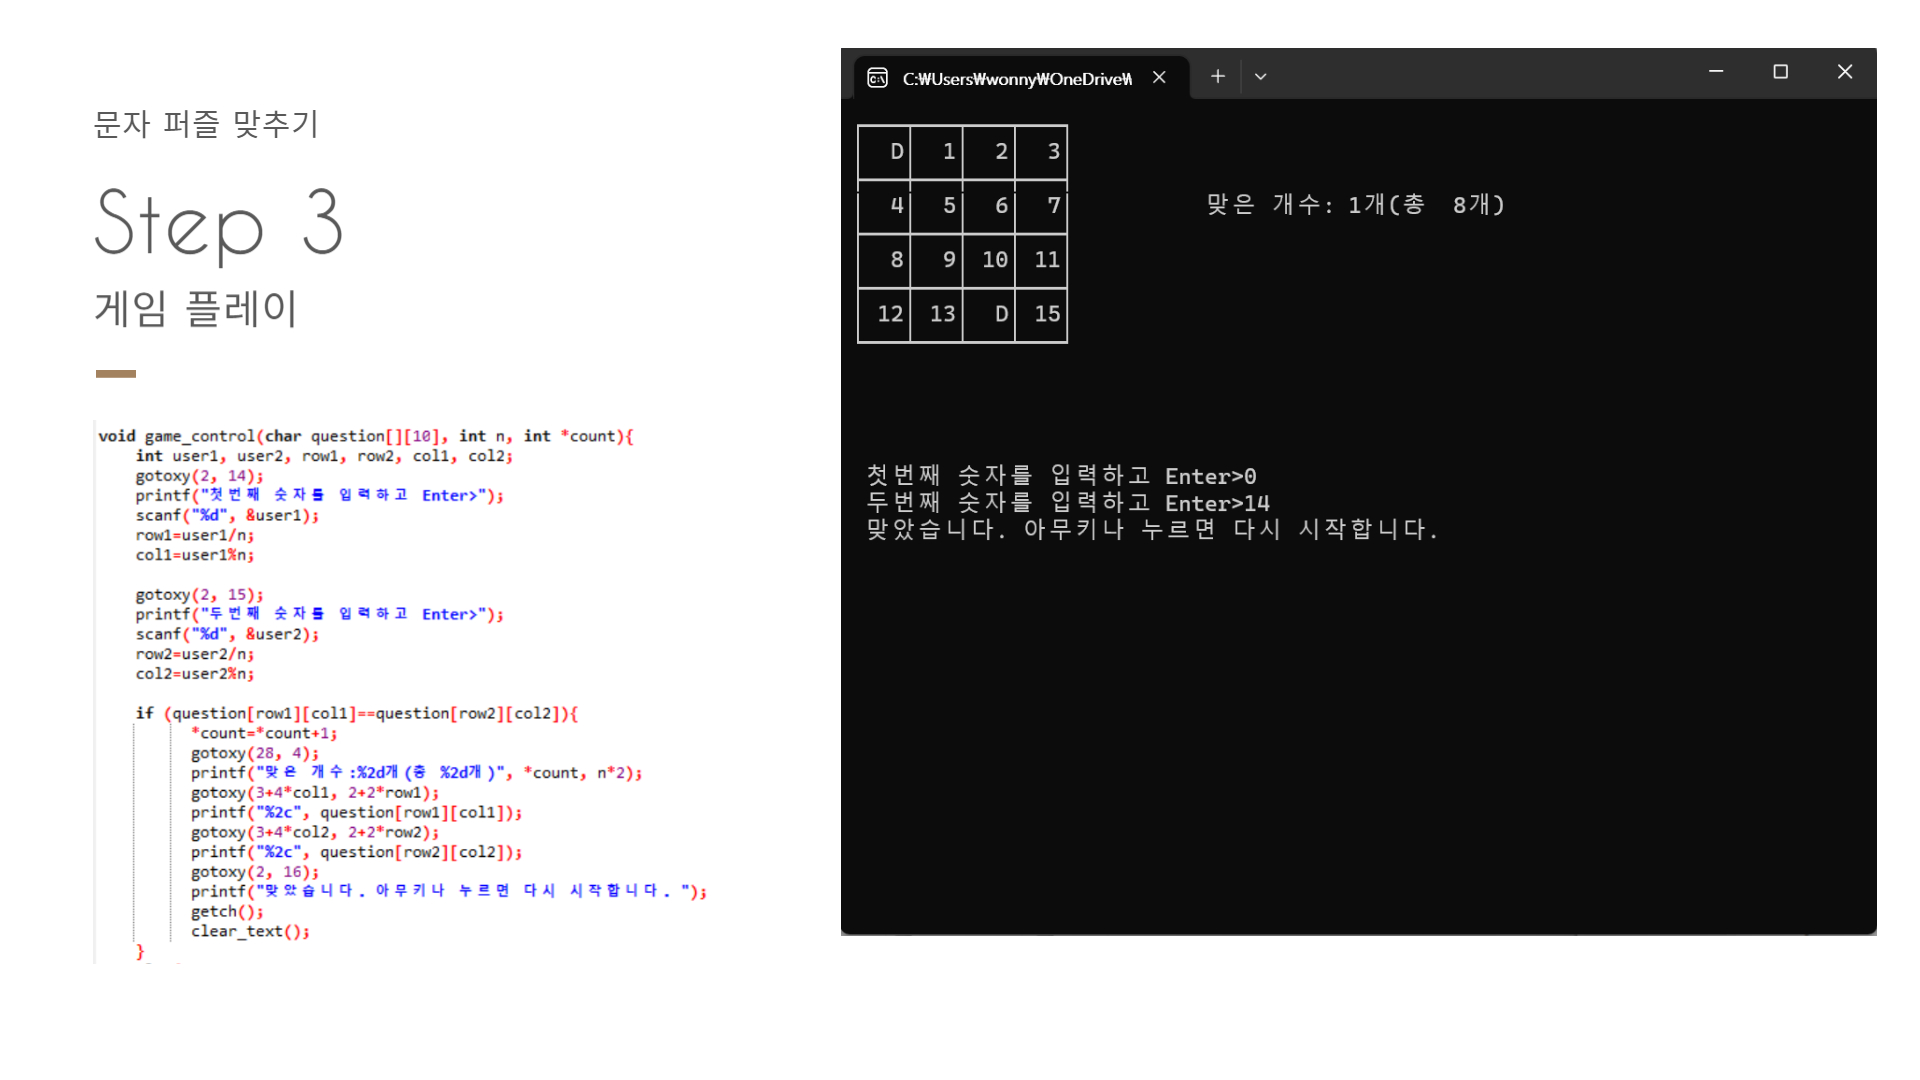 문자 퍼즐 맞추기
Step 3
게임 플레이
void game_control(char question[][10], int n, int *count){
int user1, user2, row1, row2, col1, col2;
gotoxy(2, 14);
printf("첫번째 숫자를 입력하고 Enter>");
scanf("%d", &user1);
row1=user1/n;
col1=user1%n;
gotoxy(2, 15);
printf("두번째 숫자를 입력하고 Enter>");
scanf("%d", &user2);
row2=user2/n;
col2=user2%n;
if (question[row1][col1]==question[row2][col2]){
*count=*count+1;
gotoxy(28, 4);
printf("맞은 개수:%2d개(총 %2d개)", *count, n*2);
gotoxy(3+4*col1, 2+2*row1);
printf("%2c", question[row1][col1]);
gotoxy(3+4*col2, 2+2*row2);
printf("%2c", question[row2][col2]);
gotoxy(2, 16);
printf("맞았습니다. 아무키나 누르면 다시 시작합니다. ");
getch();
clear_text();
}
C:₩Users₩wonny₩OneDrive₩
D 1 2 3
4 5 6 7
맞은 개수: 1개(총 8개)
8 9 10 11
12 13 D 15
첫번째 숫자를 입력하고 Enter>0
두번째 숫자를 입력하고 Enter>14
맞았습니다. 아무키나 누르면 다시 시작합니다.